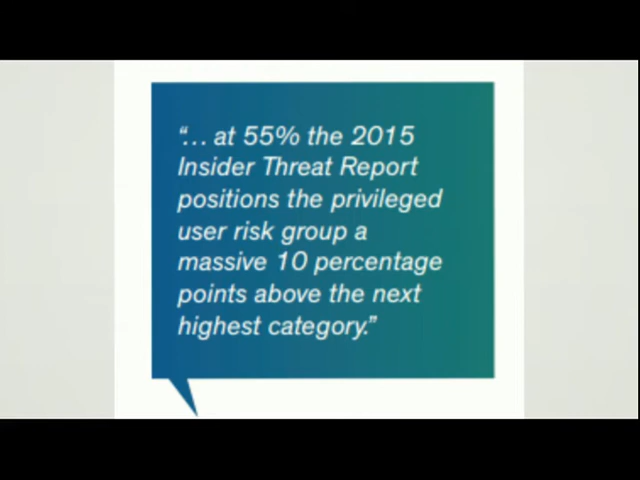 “... at 55% the 2015
Insider Threat Report
positions the privileged
user risk group a
massive 10 percentage
points above the next
highest category.”